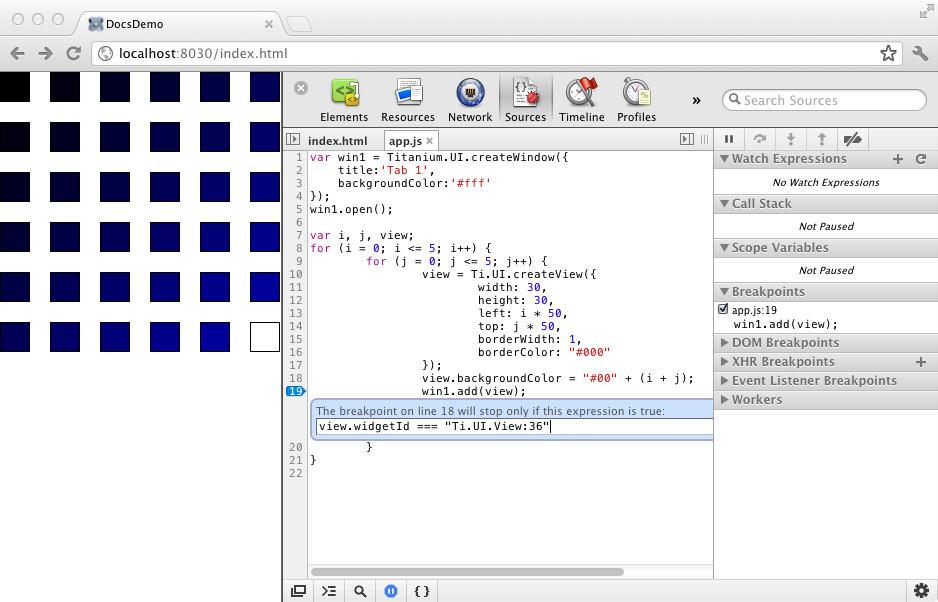 DocsDemo
localhost:8030/index.html
Elements Resources Network Sources Timeline Profiles » Search Sources
index.html app.js
1 var win1 = Titanium.UI.createWindow({
2 title:'Tab 1',
3 backgroundColor:'#fff'
4 });
5 win1.open();
6
7 var i, j, view;
8 for (i = 0; i <= 5; i++) {
9 for (j = 0; j <= 5; j++) {
10 view = Ti.UI.createView({
11 width: 30,
12 height: 30,
13 left: i * 50,
14 top: j * 50,
15 borderWidth: 1,
16 borderColor: "#000"
17 });
18 view.backgroundColor = "#00" + (i + j);
19 win1.add(view);
The breakpoint on line 18 will stop only if this expression is true:
view.widgetId === "Ti.UI.View:36"
20 }
21 }
22
Watch Expressions
No Watch Expressions
Call Stack
Not Paused
Scope Variables
Not Paused
Breakpoints
app.js:19
win1.add(view);
DOM Breakpoints
XHR Breakpoints
Event Listener Breakpoints
Workers
{ }